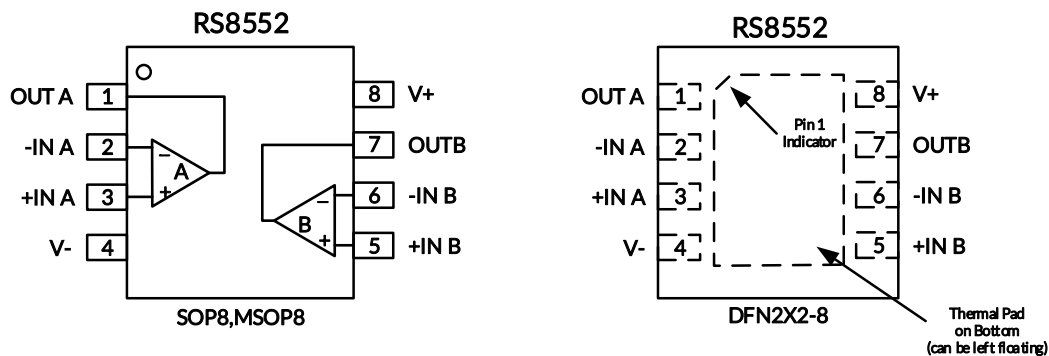 RS8552
OUT A 1
-IN A 2
+IN A 3
V- 4
8 V+
7 OUTB
6 -IN B
5 +IN B
A
- 
+
B
-
+
SOP8,MSOP8
RS8552
OUT A 1
-IN A 2
+IN A 3
V- 4
8 V+
7 OUTB
6 -IN B
5 +IN B
Pin 1
Indicator
DFN2X2-8
Thermal Pad
on Bottom
(can be left floating)